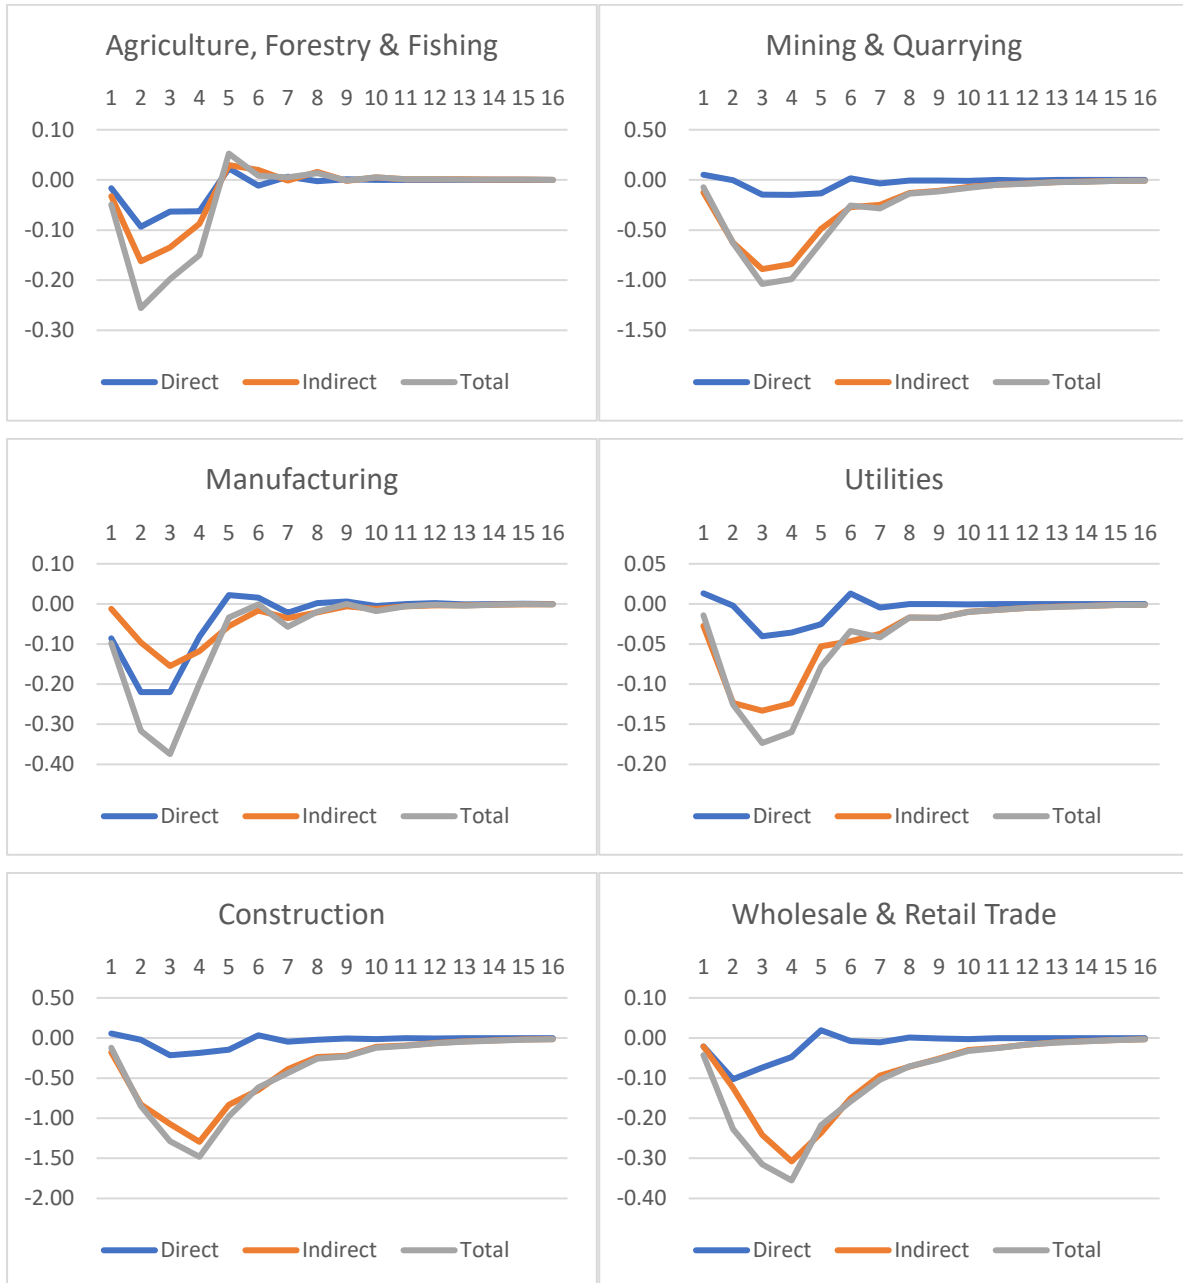 Agriculture, Forestry & Fishing
1 2 3 4 5 6 7 8 9 10 11 12 13 14 15 16
0.10
0.00
-0.10
-0.20
-0.30
Direct Indirect Total
Mining & Quarrying
1 2 3 4 5 6 7 8 9 10 11 12 13 14 15 16
0.50
0.00
-0.50
-1.00
-1.50
Direct Indirect Total
Manufacturing
1 2 3 4 5 6 7 8 9 10 11 12 13 14 15 16
0.10
0.00
-0.10
-0.20
-0.30
-0.40
Direct Indirect Total
Utilities
1 2 3 4 5 6 7 8 9 10 11 12 13 14 15 16
0.05
0.00
-0.05
-0.10
-0.15
-0.20
Direct Indirect Total
Construction
1 2 3 4 5 6 7 8 9 10 11 12 13 14 15 16
0.50
0.00
-0.50
-1.00
-1.50
-2.00
Direct Indirect Total
Wholesale & Retail Trade
1 2 3 4 5 6 7 8 9 10 11 12 13 14 15 16
0.10
0.00
-0.10
-0.20
-0.30
-0.40
Direct Indirect Total